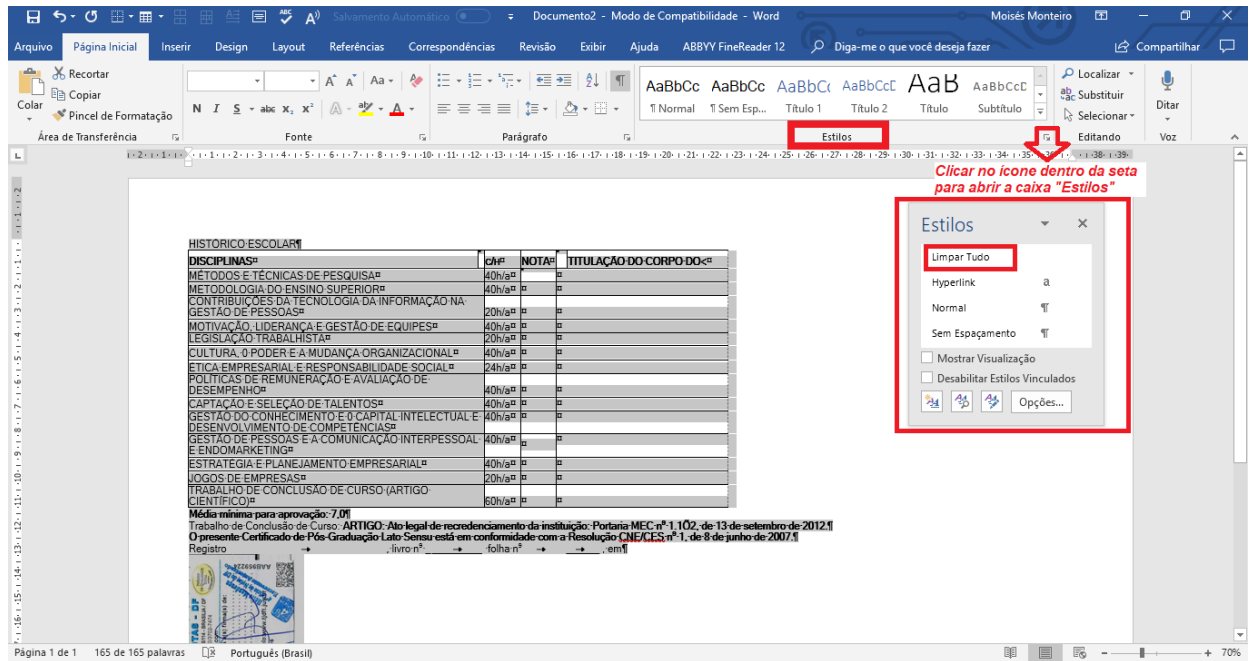 Salvamento Automático
Documento2 - Modo de Compatibilidade - Word
Moisés Monteiro
Arquivo Página Inicial Inserir Design Layout Referências Correspondências Revisão Exibir Ajuda ABBYY FineReader 12 Diga-me o que você deseja fazer Compartilhar
Colar
Recortar
Copiar
Pincel de Formatação
Área de Transferência
Aa
N I S abc X₂ X² A A
Fonte
Parágrafo
AaBbCc AaBbCc AaBbCc AaBbCcD AaB AaBbCcD
¶ Normal ¶ Sem Esp... Título 1 Título 2 Título Subtítulo
Estilos
Localizar
Substituir
Selecionar
Editando
Ditar
Voz
Clicar no ícone dentro da seta
para abrir a caixa "Estilos"
Estilos
Limpar Tudo
Hyperlink a
Normal ¶
Sem Espaçamento ¶
Mostrar Visualização
Desabilitar Estilos Vinculados
Opções...
HISTORICO·ESCOLAR¶
DISCIPLINAS¤ c/H¤ NOTA¤ TITULAÇÃO·DO·CORPO·DO<¤
MÉTODOS·E·TÉCNICAS·DE·PESQUISA¤ 40h/a¤ ¤
METODOLOGIA·DO·ENSINO·SUPERIOR¤ 40h/a¤ ¤ ¤
CONTRIBUIÇÕES·DA·TECNOLOGIA·DA·INFORMAÇÃO·NA·
GESTÃO·DE·PESSOAS¤ 20h/a¤ ¤ ¤
MOTIVAÇÃO,·LIDERANÇA·E·GESTÃO·DE·EQUIPES¤ 40h/a¤ ¤ ¤
LEGISLAÇÃO·TRABALHISTA¤ 20h/a¤ ¤ ¤
CULTURA,·0·PODER·E·A·MUDANÇA·ORGANIZACIONAL¤ 40h/a¤ ¤ ¤
ÉTICA·EMPRESARIAL·E·RESPONSABILIDADE·SOCIAL¤ 24h/a¤ ¤ ¤
POLÍTICAS·DE·REMUNERAÇÃO·E·AVALIAÇÃO·DE·
DESEMPENHO¤ 40h/a¤ ¤ ¤
CAPTAÇÃO·E·SELEÇÃO·DE·TALENTOS¤ 40h/a¤ ¤ ¤
GESTÃO·DO·CONHECIMENTO·E·0·CAPITAL·INTELECTUAL·E· 40h/a¤ ¤ ¤
DESENVOLVIMENTO·DE·COMPETÊNCIAS¤
GESTÃO·DE·PESSOAS·E·A·COMUNICAÇÃO·INTERPESSOAL· 40h/a¤ ¤ ¤
E·ENDOMARKETING¤
ESTRATÉGIA·E·PLANEJAMENTO·EMPRESARIAL¤ 40h/a¤ ¤ ¤
JOGOS·DE·EMPRESAS¤ 20h/a¤ ¤ ¤
TRABALHO·DE·CONCLUSÃO·DE·CURSO·(ARTIGO·
CIENTÍFICO)¤ 60h/a¤ ¤ ¤
Média·mínima·para·aprovação:·7,0¶
Trabalho·de·Conclusão·de·Curso:·ARTIGO:·Ato·legal·de·recredenciamento·da·instituição:·Portaria·MEC·nº·1.1Õ2,·de·13·de·setembro·de·2012.¶
O·presente·Certificado·de·Pós-Graduação·Lato·Sensu·está·em·conformidade·com·a·Resolução·CNE/CES·nº·1,·de·8·de·junho·de·2007.¶
Registro → ,·livro·nº· → ·folha·nº → → ,·em¶
Página 1 de 1 165 de 165 palavras Português (Brasil) 70%